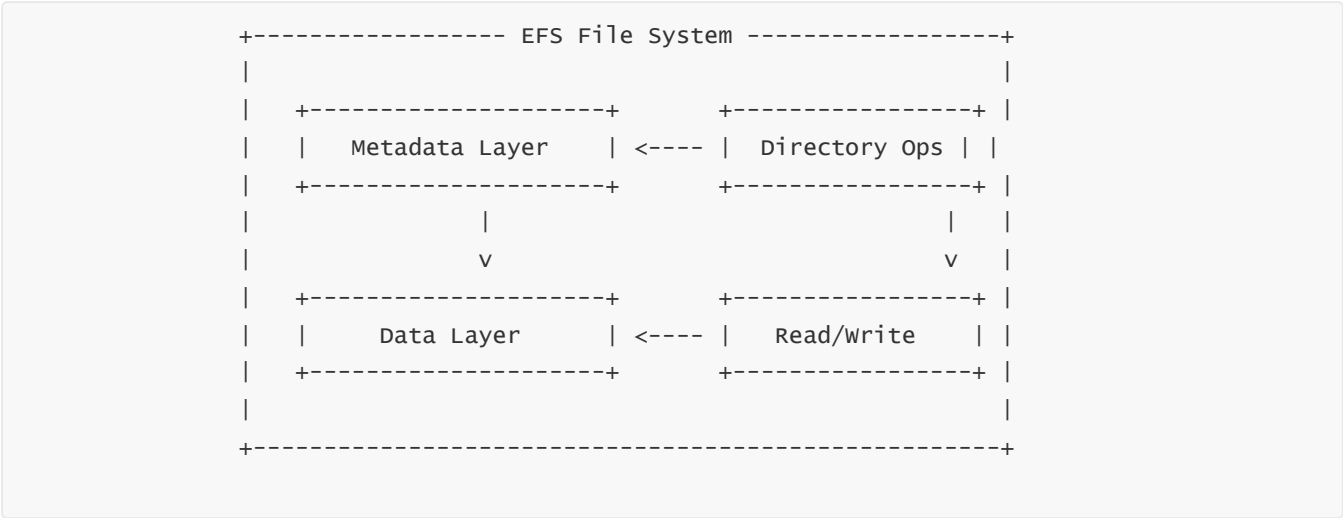 +------------------ EFS File System ------------------+
|                                                     |
|   +---------------------+       +-----------------+ |
|   |   Metadata Layer    | <---- |  Directory Ops | |
|   +---------------------+       +-----------------+ |
|                |                                |   |
|                v                                v   |
|   +---------------------+       +-----------------+ |
|   |     Data Layer      | <---- |   Read/Write    | |
|   +---------------------+       +-----------------+ |
|                                                     |
+-----------------------------------------------------+